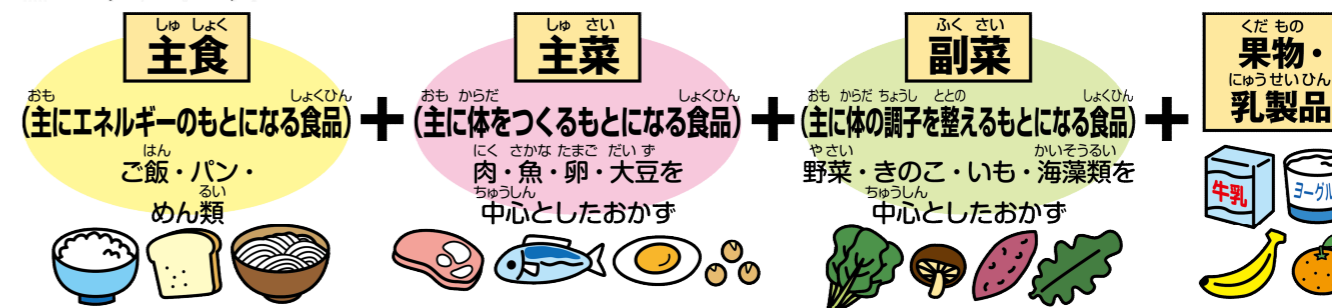 しゅ しょく
主食
おも しょくひん
(主にエネルギーのもとになる食品)
はん
ご飯・パン・
るい
めん類
+
しゅ さい
主菜
おも からだ しょくひん
(主に体をつくるもとになる食品)
にく さかな たまご だい ず
肉・魚・卵・大豆を
ちゅうしん
中心としたおかず
+
ふく さい
副菜
おも からだ ちょうし ととの しょくひん
(主に体の調子を整えるもとになる食品)
やさい かいそうるい
野菜・きのこ・いも・海藻類を
ちゅうしん
中心としたおかず
+
くだ もの
果物・
にゅうせいひん
乳製品
牛乳
ヨーグル